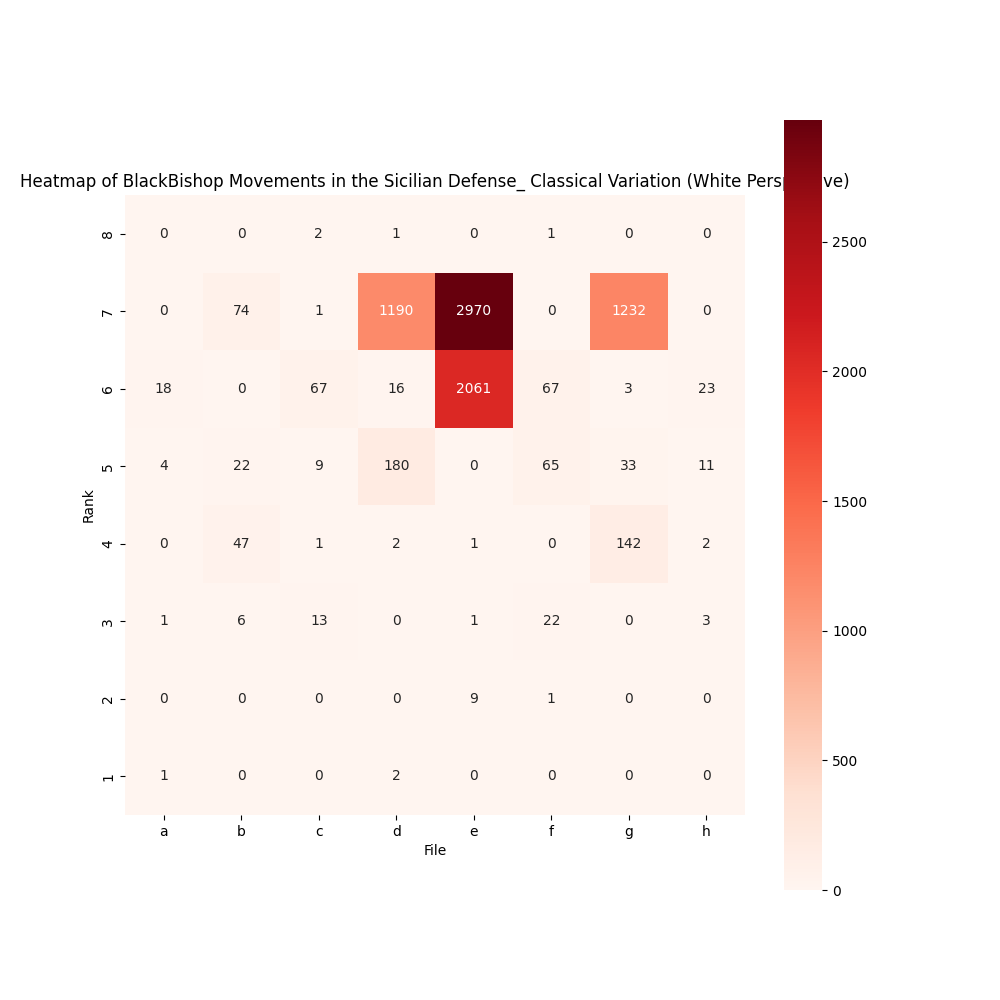 Heatmap of BlackBishop Movements in the Sicilian Defense_ Classical Variation (White Perspective)
8 0 0 2 1 0 1 0 0
7 0 74 1 1190 2970 0 1232 0
6 18 0 67 16 2061 67 3 23
5 4 22 9 180 0 65 33 11
4 0 47 1 2 1 0 142 2
3 1 6 13 0 1 22 0 3
2 0 0 0 0 9 1 0 0
1 1 0 0 2 0 0 0 0
a b c d e f g h
File
Rank
2500
2000
1500
1000
500
0